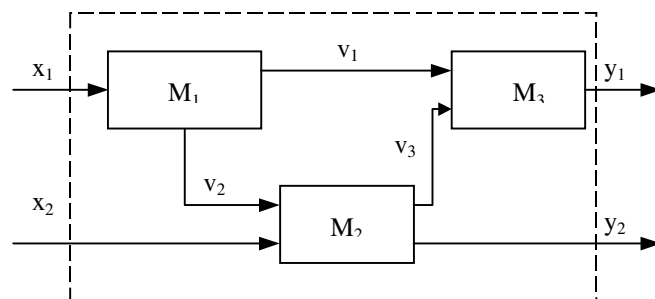 x₁
v₁
y₁
M₁
M₃
v₃
v₂
x₂
M₂
y₂